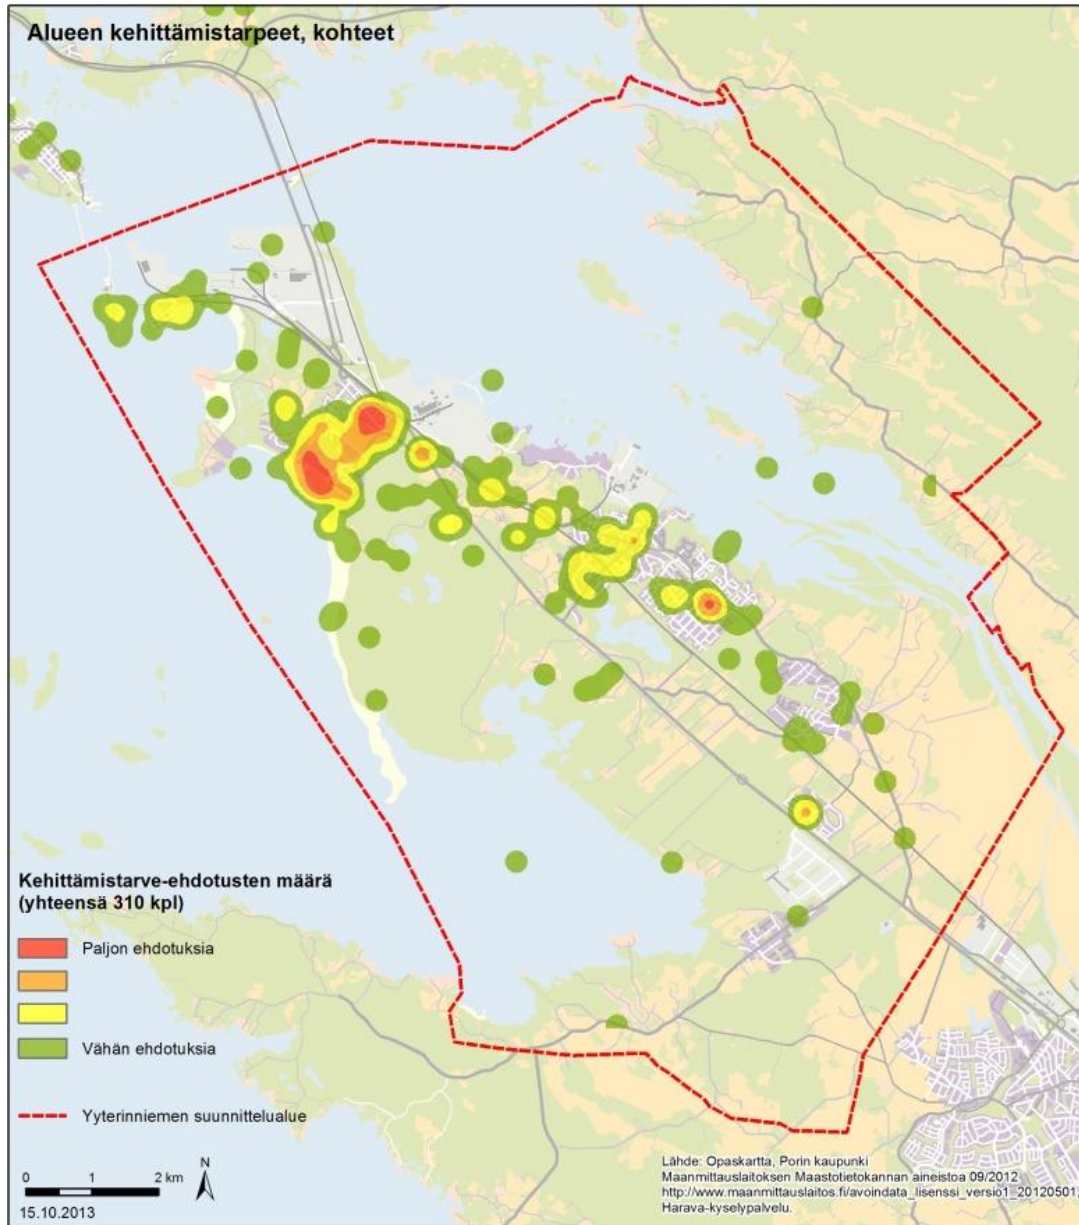 Alueen kehittämistarpeet, kohteet
Kehittämistarve-ehdotusten määrä
(yhteensä 310 kpl)
Paljon ehdotuksia
Vähän ehdotuksia
Yyterinniemen suunnittelualue
0 1 2 km
N
15.10.2013
Lähde: Opaskartta, Porin kaupunki
Maanmittauslaitoksen Maastotietokannan aineistoa 09/2012
http://www.maanmittauslaitos.fi/avoindata_lisenssi_versio1_20120501,
Harava-kyselypalvelu.